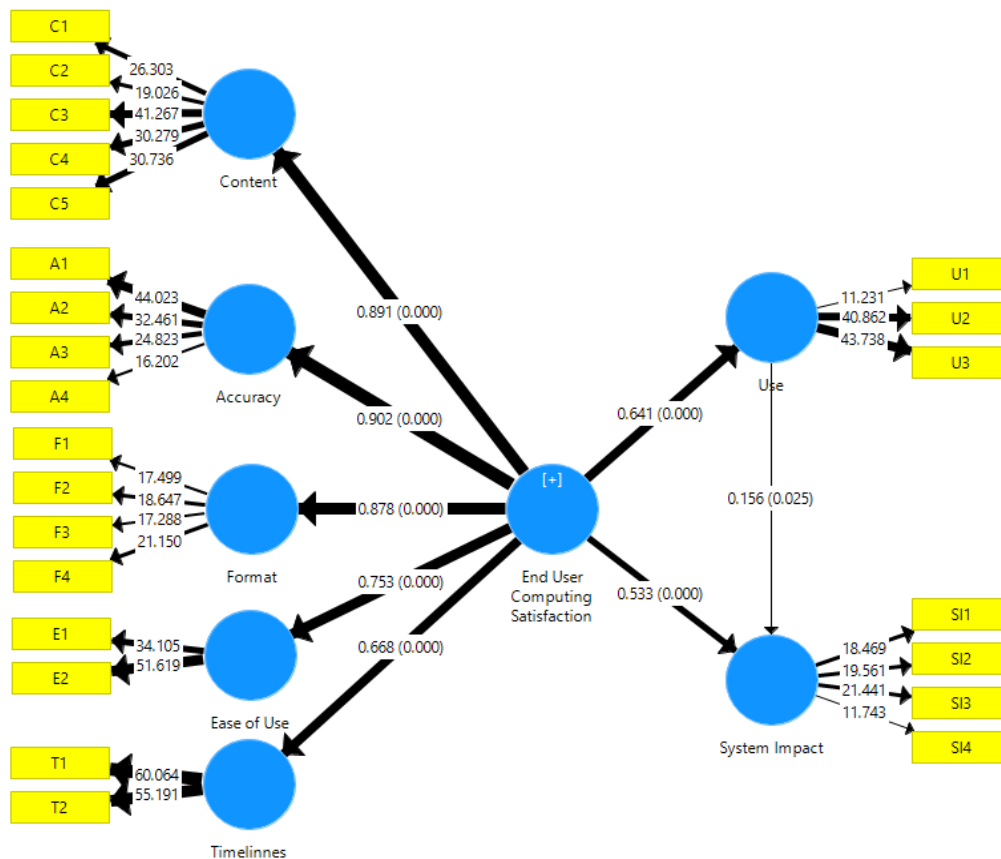 C1
C2
C3
C4
C5
26.303
19.026
41.267
30.279
30.736
Content
A1
A2
A3
A4
44.023
32.461
24.823
16.202
Accuracy
F1
F2
F3
F4
17.499
18.647
17.288
21.150
Format
E1
E2
34.105
51.619
Ease of Use
T1
T2
60.064
55.191
Timelinnes
0.891 (0.000)
0.902 (0.000)
0.878 (0.000)
0.753 (0.000)
0.668 (0.000)
[+]
End User
Computing
Satisfaction
0.641 (0.000)
0.533 (0.000)
Use
0.156 (0.025)
11.231
40.862
43.738
U1
U2
U3
System Impact
18.469
19.561
21.441
11.743
SI1
SI2
SI3
SI4